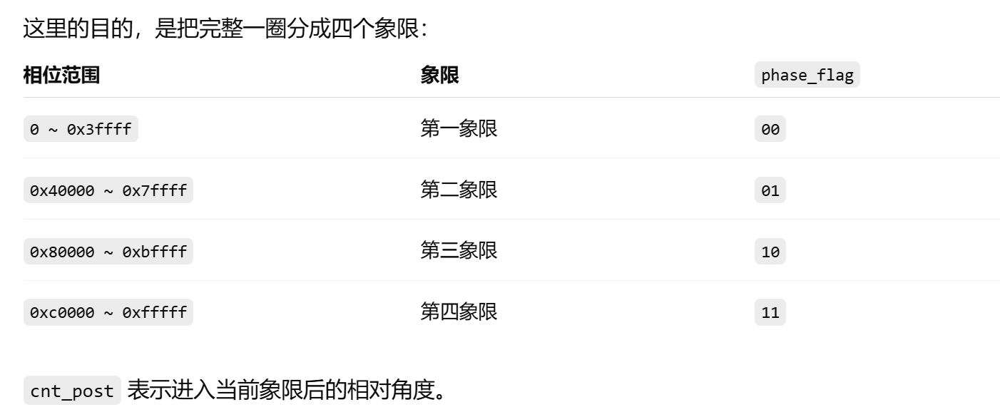 这里的目的，是把完整一圈分成四个象限：
相位范围 象限 phase_flag
0 ~ 0x3ffff 第一象限 00
0x40000 ~ 0x7ffff 第二象限 01
0x80000 ~ 0xbffff 第三象限 10
0xc0000 ~ 0xfffff 第四象限 11
cnt_post 表示进入当前象限后的相对角度。